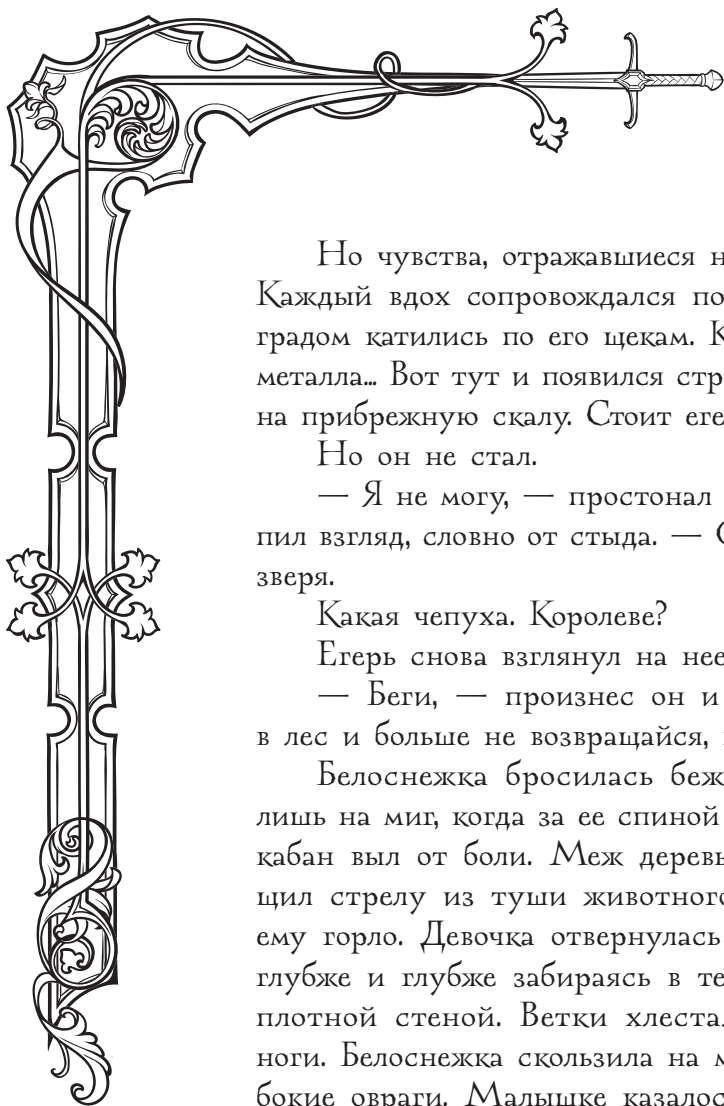 Но чувства, отражавшиеся н
Каждый вдох сопровождался по
градом катились по его щекам. К
металла... Вот тут и появился стр
на прибрежную скалу. Стоит еге
Но он не стал.
— Я не могу, — простонал
пил взгляд, словно от стыда. — С
зверя.
Какая чепуха. Королеве?
Егерь снова взглянул на нее
— Беги, — произнес он и
в лес и больше не возвращайся,
Белоснежка бросилась беж
лишь на миг, когда за ее спиной
кабан выл от боли. Меж деревь
щил стрелу из туши животного
ему горло. Девочка отвернулась
глубже и глубже забираясь в те
плотной стеной. Ветки хлеста
ноги. Белоснежка скользила на м
бокие овраги. Малышке казалос